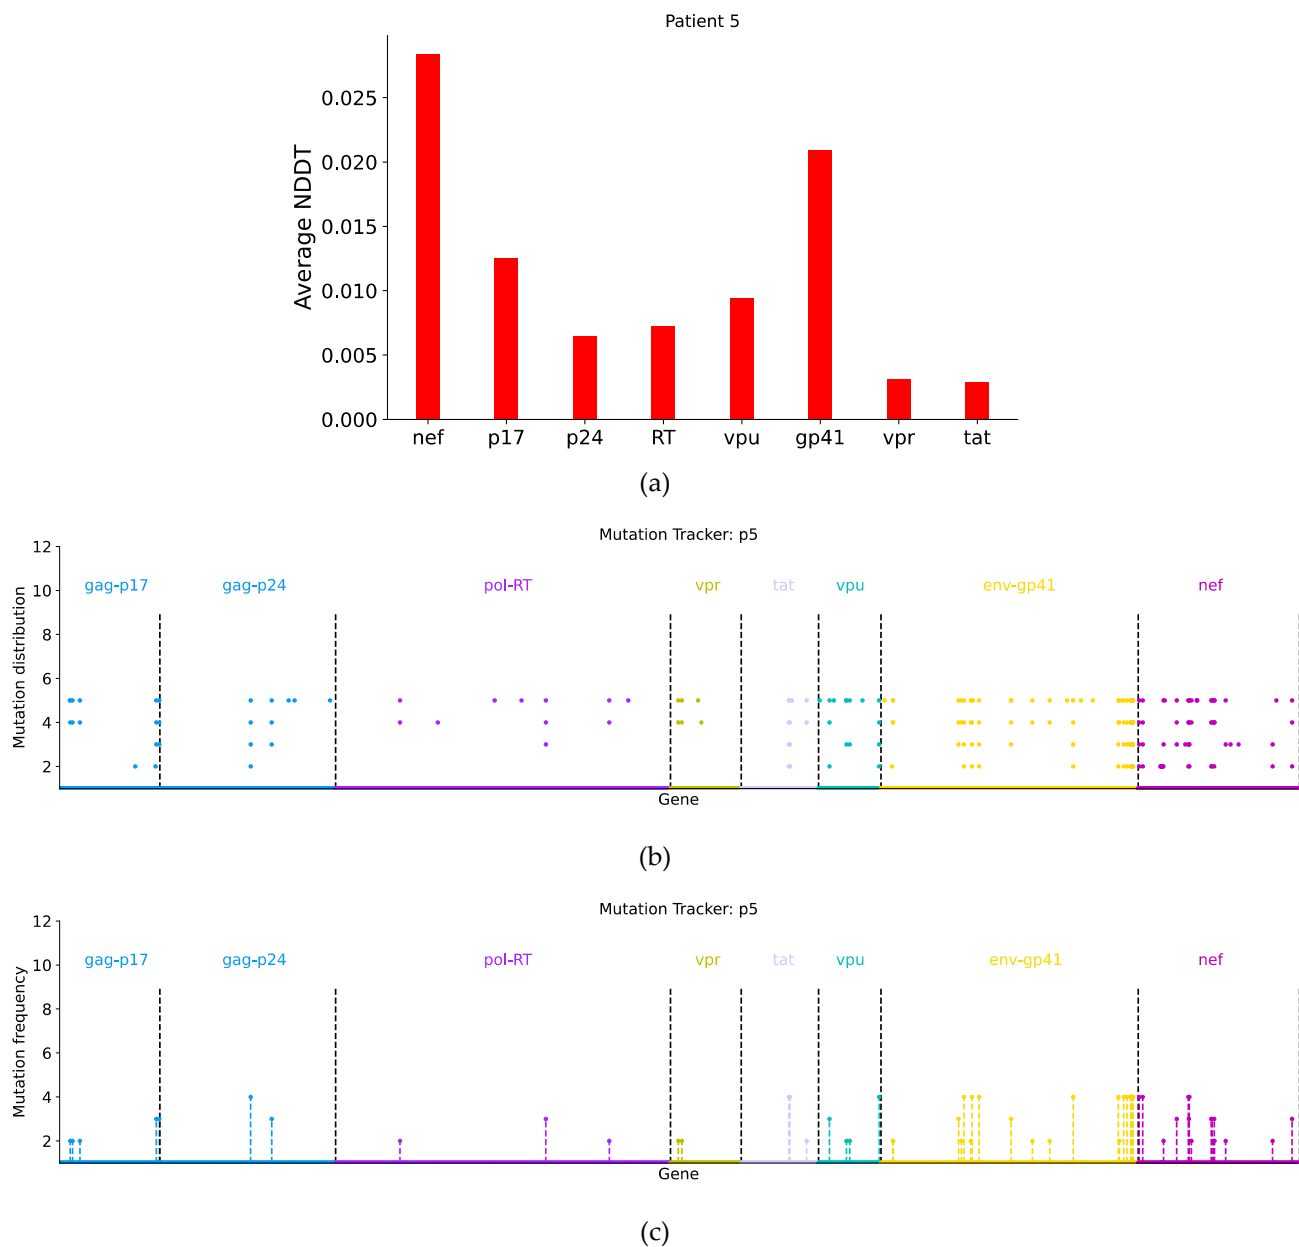 Patient 5
Average NDDT
0.025
0.020
0.015
0.010
0.005
0.000
nef p17 p24 RT vpu gp41 vpr tat
(a)
Mutation Tracker: p5
Mutation distribution
12
10
8
6
4
2
gag-p17 gag-p24 pol-RT vpr tat vpu env-gp41 nef
Gene
(b)
Mutation Tracker: p5
Mutation frequency
12
10
8
6
4
2
gag-p17 gag-p24 pol-RT vpr tat vpu env-gp41 nef
Gene
(c)